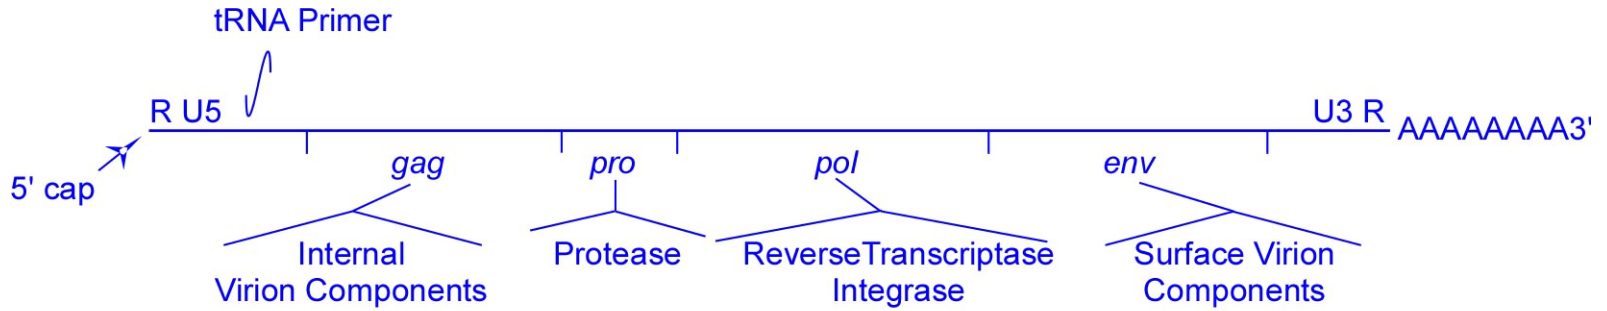 tRNA Primer
R U5
U3 R
AAAAAAAA3'
5' cap
gag
pro
pol
env
Internal
Virion Components
Protease
ReverseTranscriptase
Integrase
Surface Virion
Components